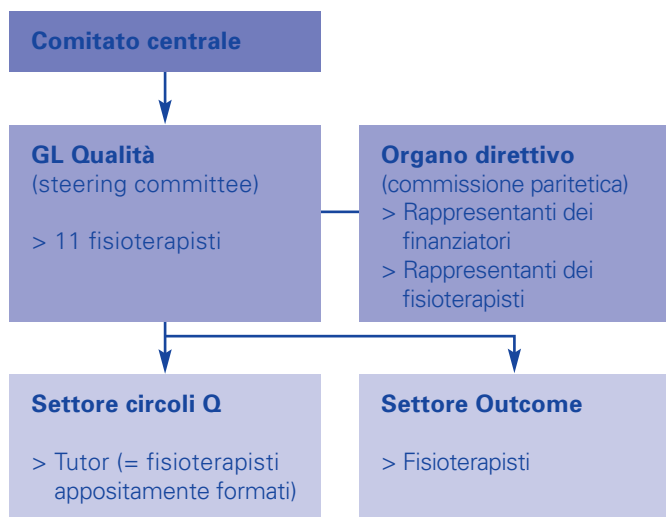 Comitato centrale
GL Qualità
(steering committee)
> 11 fisioterapisti
Organo direttivo
(commissione paritetica)
> Rappresentanti dei
finanziatori
> Rappresentanti dei
fisioterapisti
Settore circoli Q
> Tutor (= fisioterapisti
appositamente formati)
Settore Outcome
> Fisioterapisti